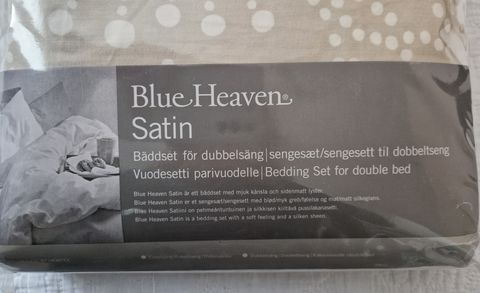 Blue Heaven®
Satin
Bäddset för dubbelsäng|sengesæt/sengesett til dobbeltseng
Vuodesetti parivuodelle|Bedding Set for double bed
Blue Heaven Satin är ett bäddset med mjuk känsla och sidenmatt lyster.
Blue Heaven Satin er et sengesæt/sengesett med blød/myk greb/følelse og mat/matt silkeglans.
Blue Heaven Satiini on pehmeäntuntuinen ja silkkisen kiiltävä pussilakanasetti.
Blue Heaven Satin is a bedding set with a soft feeling and a silken sheen.